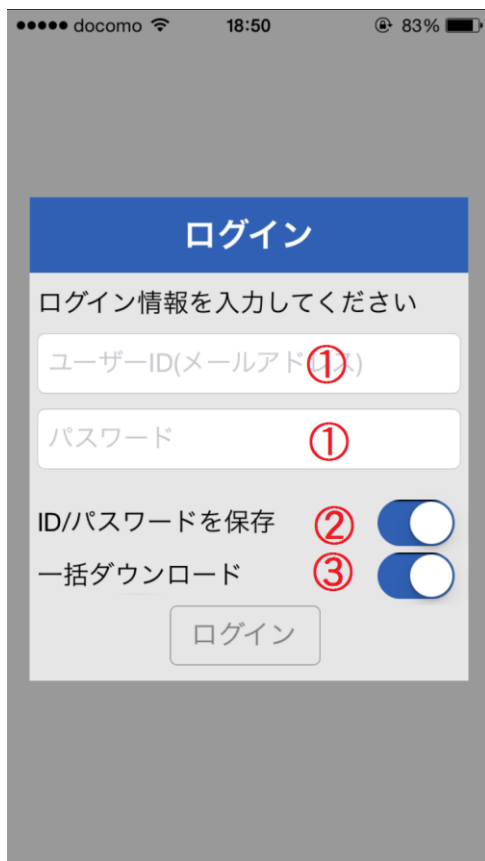 docomo 18:50 83%
ログイン
ログイン情報を入力してください
ユーザーID(メールアドレス) ①
パスワード ①
ID/パスワードを保存 ②
一括ダウンロード ③
ログイン